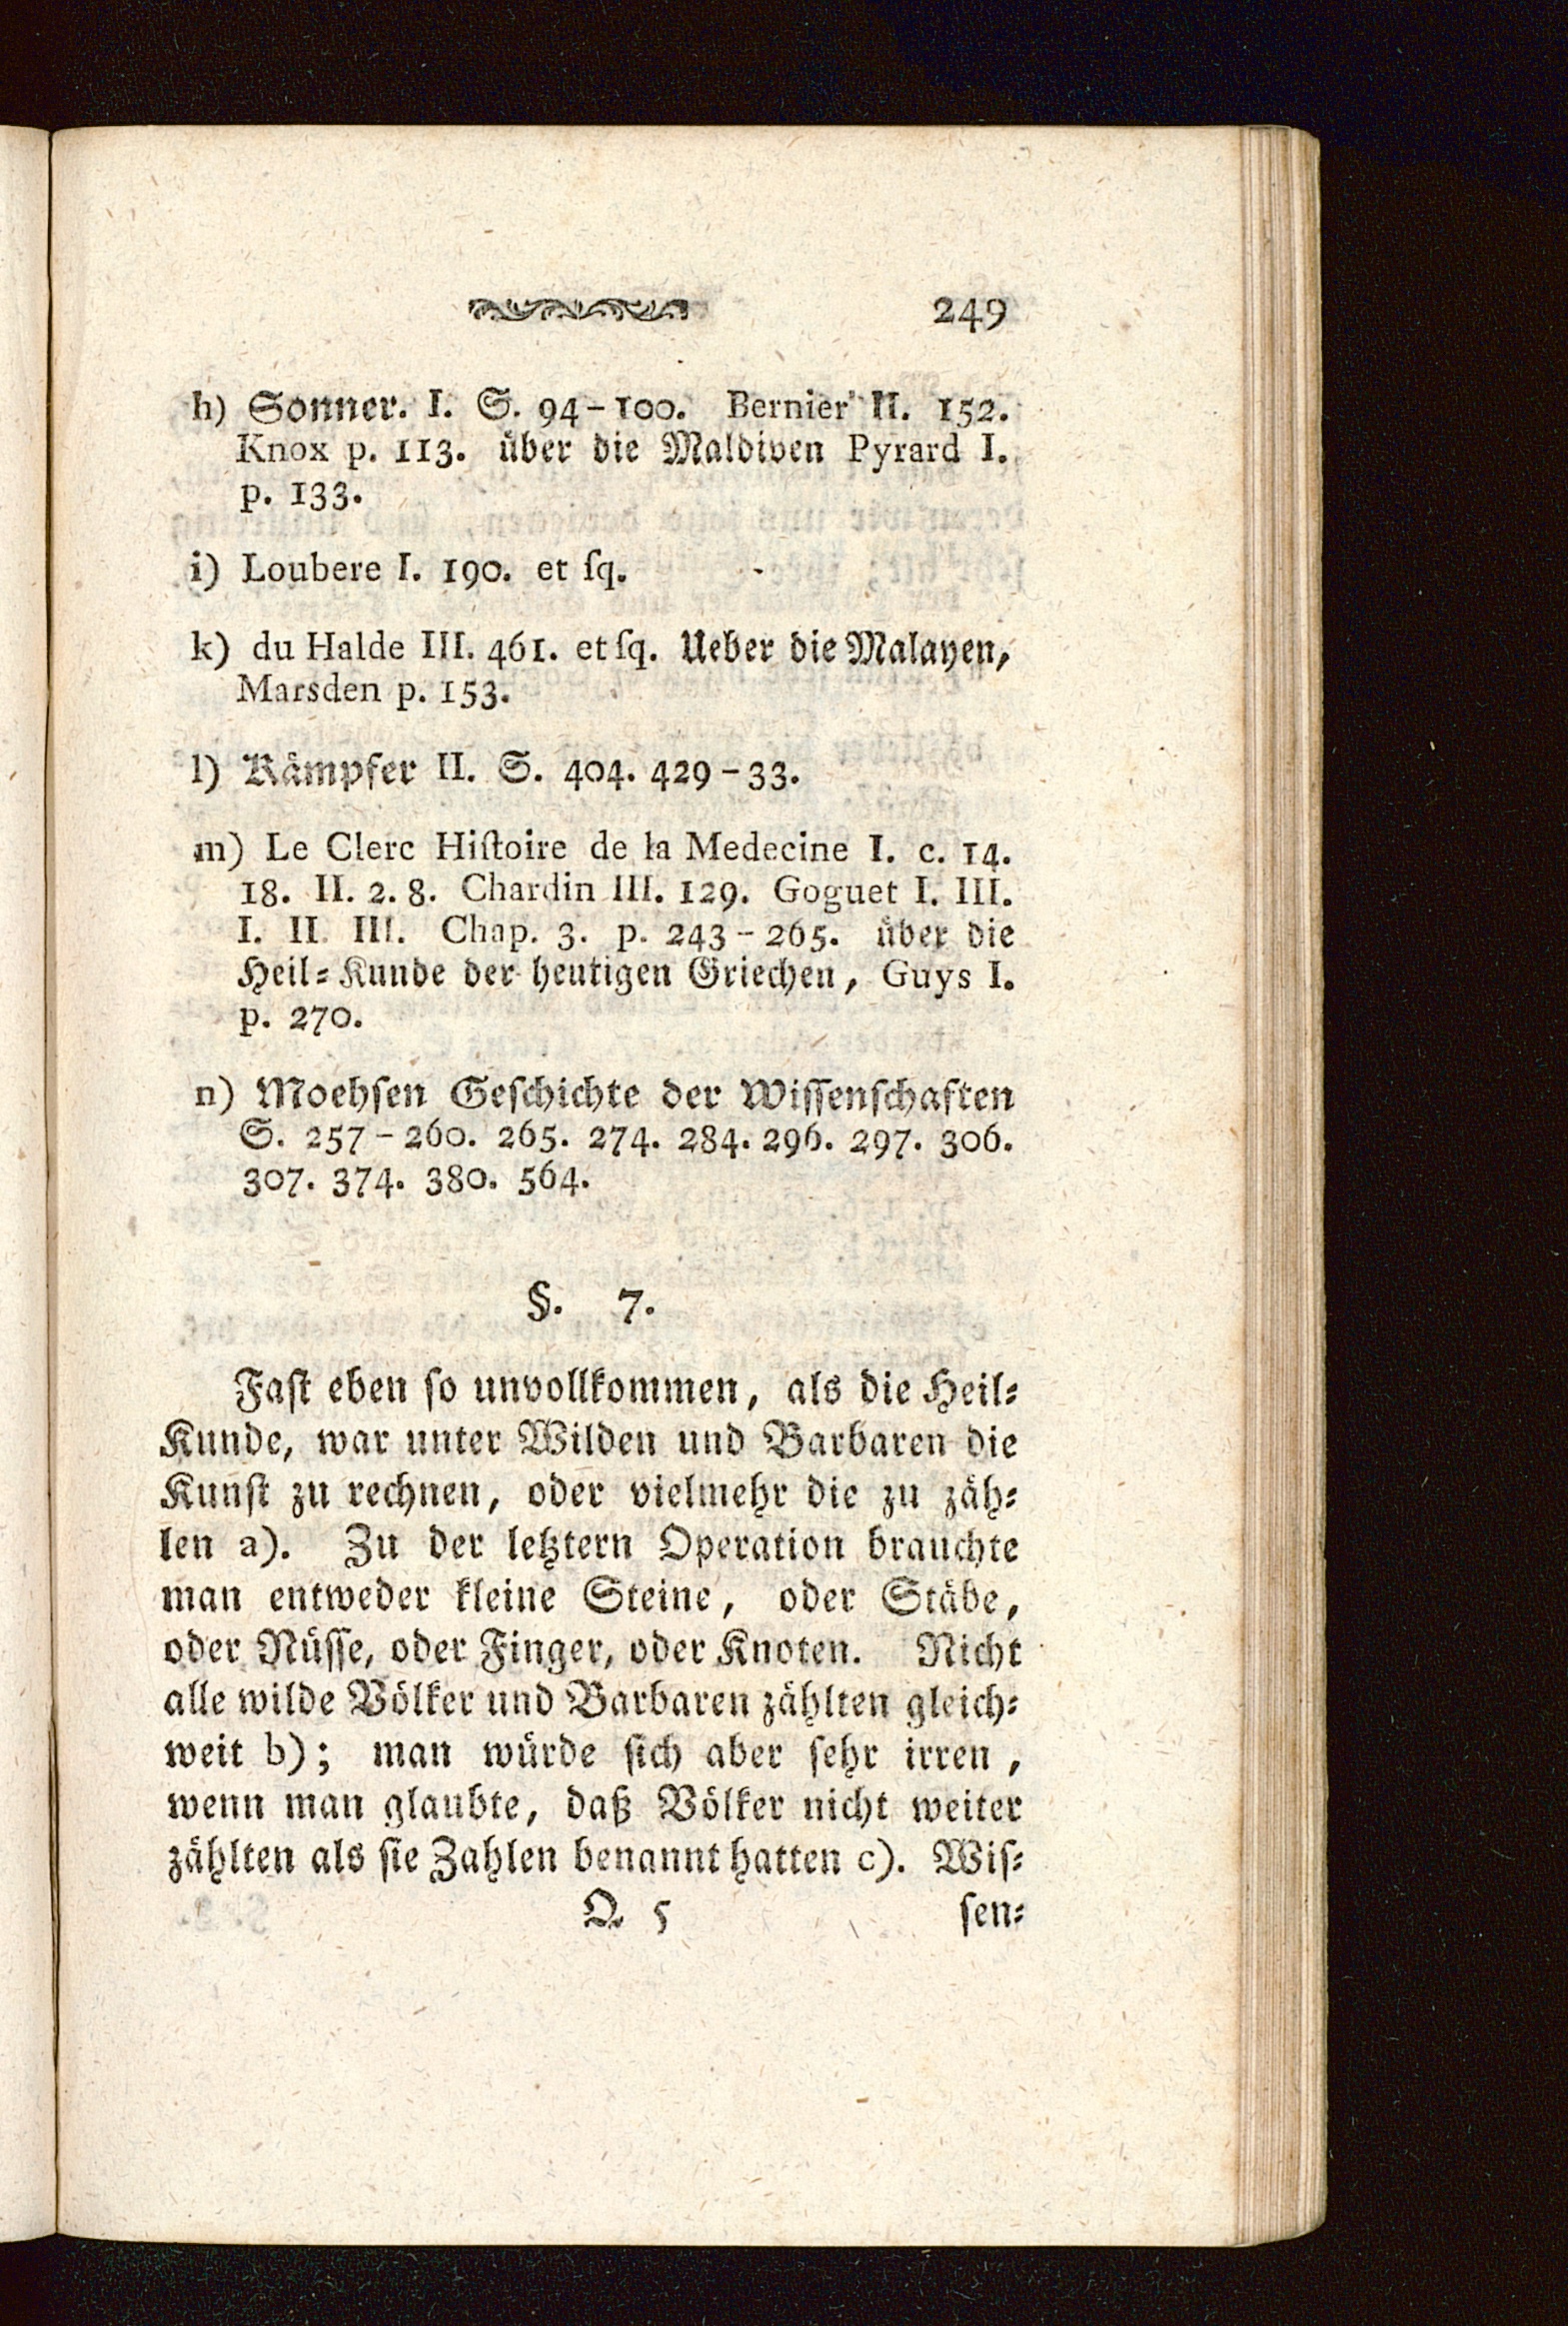 249
h) Sonner. I. S. 94-100. Bernier II. 152.
Knox p. 113. über die Maldiven Pyrard I.
p. 133.
i) Loubere I. 190. et ſq.
k) du Halde III. 461. et ſq. Ueber die Malayen,
Marsden p. 153.
l) Kämpfer II. S. 404. 429-33.
m) Le Clerc Hiſtoire de la Medecine I. c. 14.
18. II. 2. 8. Chardin III. 129. Goguet I. III.
I. II. III. Chap. 3. p. 243-265. über die
Heil⸗Kunde der heutigen Griechen, Guys I.
p. 270.
n) Moehſen Geſchichte der Wiſſenſchaften
S. 257-260. 265. 274. 284. 296. 297. 306.
307. 374. 380. 564.
§. 7.
Faſt eben ſo unvollkommen, als die Heil⸗
Kunde, war unter Wilden und Barbaren die
Kunſt zu rechnen, oder vielmehr die zu zäh⸗
len a). Zu der letztern Operation brauchte
man entweder kleine Steine, oder Stäbe,
oder Nüſſe, oder Finger, oder Knoten. Nicht
alle wilde Völker und Barbaren zählten gleich⸗
weit b); man würde ſich aber ſehr irren,
wenn man glaubte, daß Völker nicht weiter
zählten als ſie Zahlen benannt hatten c). Wiſ⸗
Q 5 ſen⸗